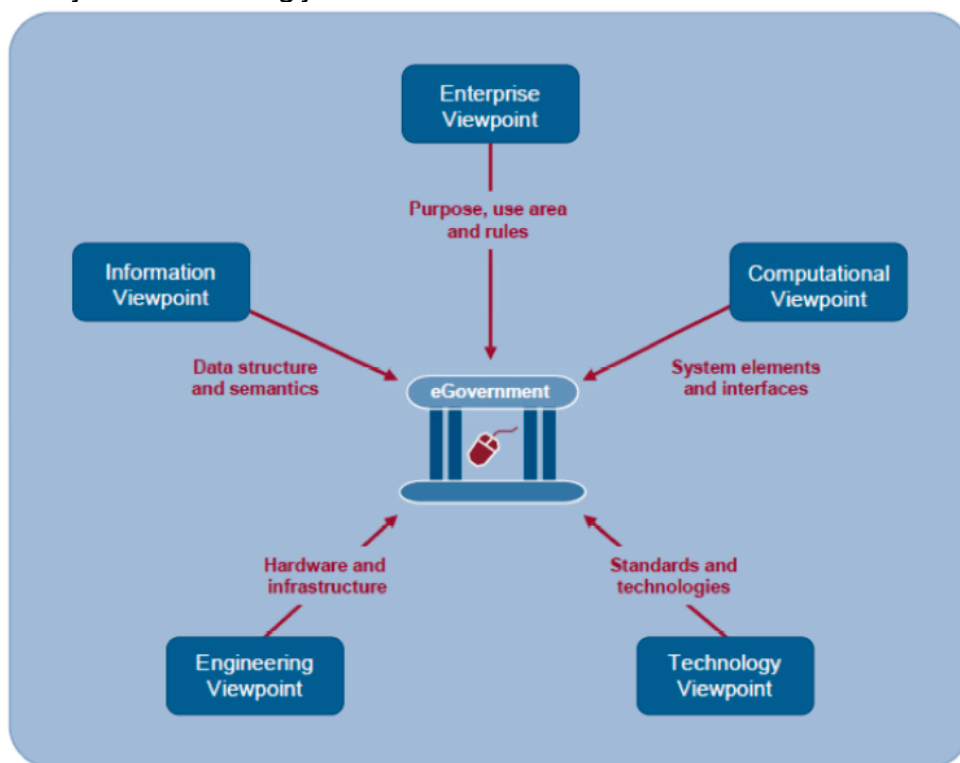 Enterprise
Viewpoint
Purpose, use area
and rules
Information
Viewpoint
Computational
Viewpoint
Data structure
and semantics
System elements
and interfaces
eGovernment
Hardware and
infrastructure
Standards and
technologies
Engineering
Viewpoint
Technology
Viewpoint